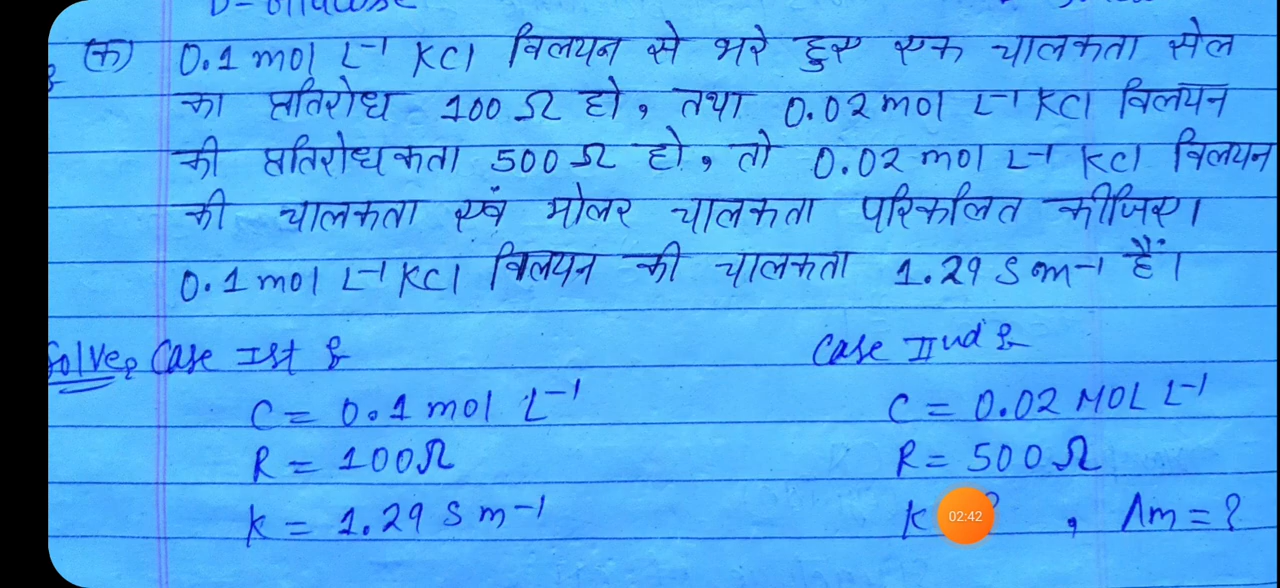 (क) 0.1 mol L-1 KCl विलयन से भरे हुए एक चालकता सेल
का प्रतिरोध 100 Ω हो, तथा 0.02 mol L-1 KCl विलयन
की प्रतिरोधकता 500 Ω हो, तो 0.02 mol L-1 KCl विलयन
की चालकता एवं मोलर चालकता परिकलित कीजिए।
0.1 mol L-1 KCl विलयन की चालकता 1.29 S m-1 हैं।
Solve: Case Ist : Case IInd :
C = 0.1 mol L-1 C = 0.02 MOL L-1
R = 100Ω R = 500 Ω
K = 1.29 S m-1 K 02:42 ? , Λm = ?